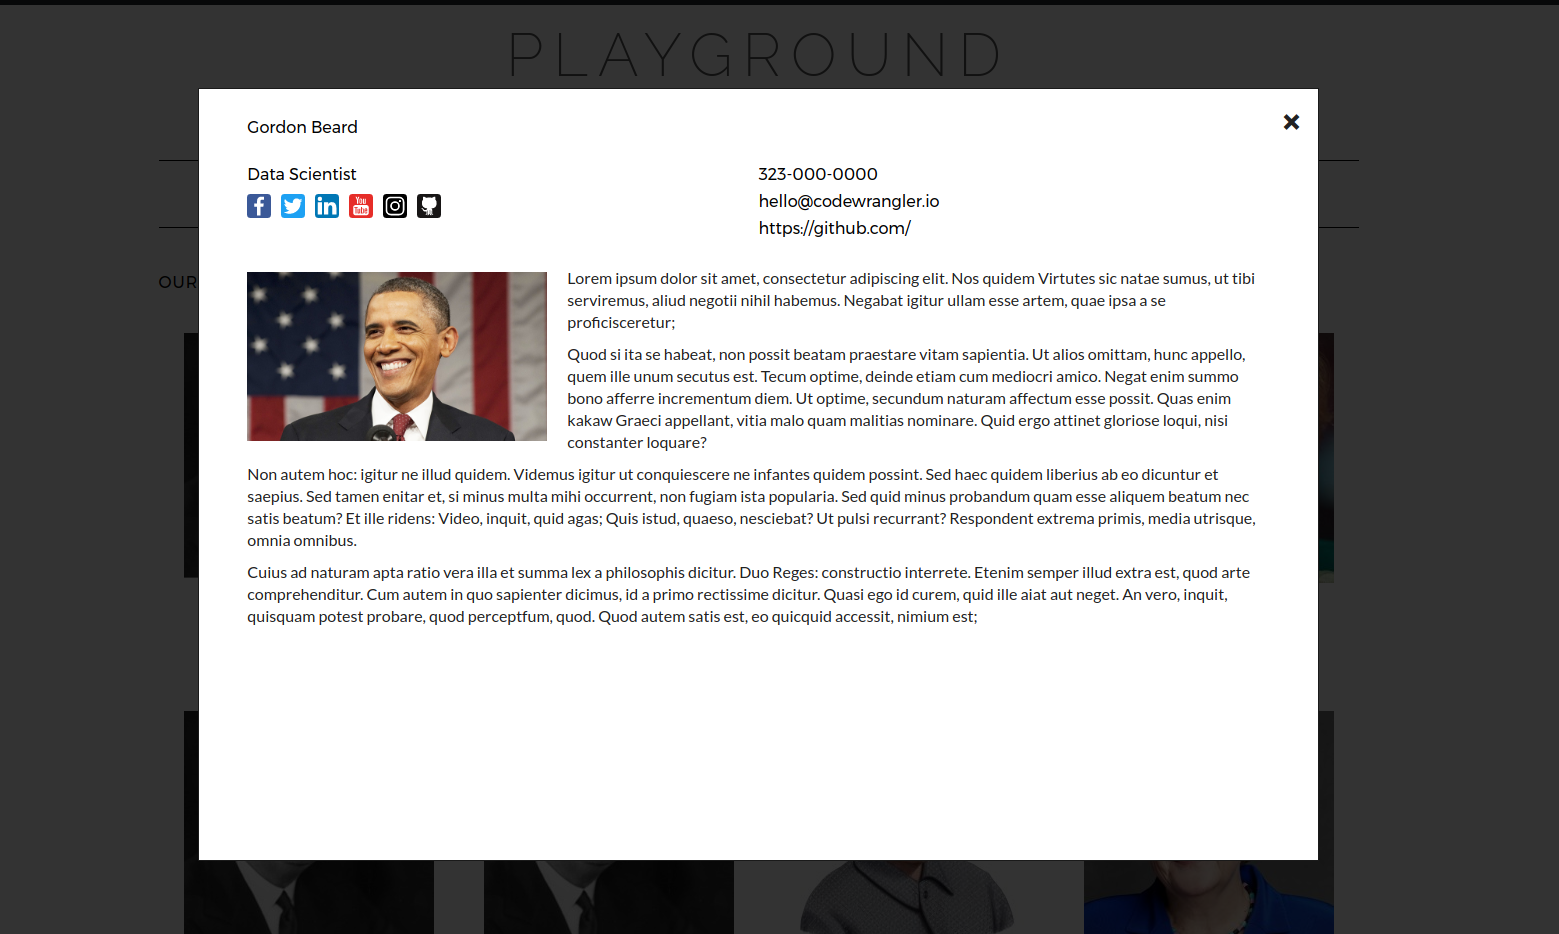 PLAYGROUND
Gordon Beard
Data Scientist
323-000-0000
hello@codewrangler.io
https://github.com/
You
Tube
OUR
Lorem ipsum dolor sit amet, consectetur adipiscing elit. Nos quidem Virtutes sic natae sumus, ut tibi
serviremus, aliud negotii nihil habemus. Negabat igitur ullam esse artem, quae ipsa a se
proficisceretur;
Quod si ita se habeat, non possit beatam praestare vitam sapientia. Ut alios omittam, hunc appello,
quem ille unum secutus est. Tecum optime, deinde etiam cum mediocri amico. Negat enim summo
bono afferre incrementum diem. Ut optime, secundum naturam affectum esse possit. Quas enim
kakaw Graeci appellant, vitia malo quam malitias nominare. Quid ergo attinet gloriose loqui, nisi
constanter loquare?
Non autem hoc: igitur ne illud quidem. Videmus igitur ut conquiescere ne infantes quidem possint. Sed haec quidem liberius ab eo dicuntur et
saepius. Sed tamen enitar et, si minus multa mihi occurrent, non fugiam ista popularia. Sed quid minus probandum quam esse aliquem beatum nec
satis beatum? Et ille ridens: Video, inquit, quid agas; Quis istud, quaeso, nesciebat? Ut pulsi recurrant? Respondent extrema primis, media utrisque,
omnia omnibus.
Cuius ad naturam apta ratio vera illa et summa lex a philosophis dicitur. Duo Reges: constructio interrete. Etenim semper illud extra est, quod arte
comprehenditur. Cum autem in quo sapienter dicimus, id a primo rectissime dicitur. Quasi ego id curem, quid ille aiat aut neget. An vero, inquit,
quisquam potest probare, quod perceptfum, quod. Quod autem satis est, eo quicquid accessit, nimium est;